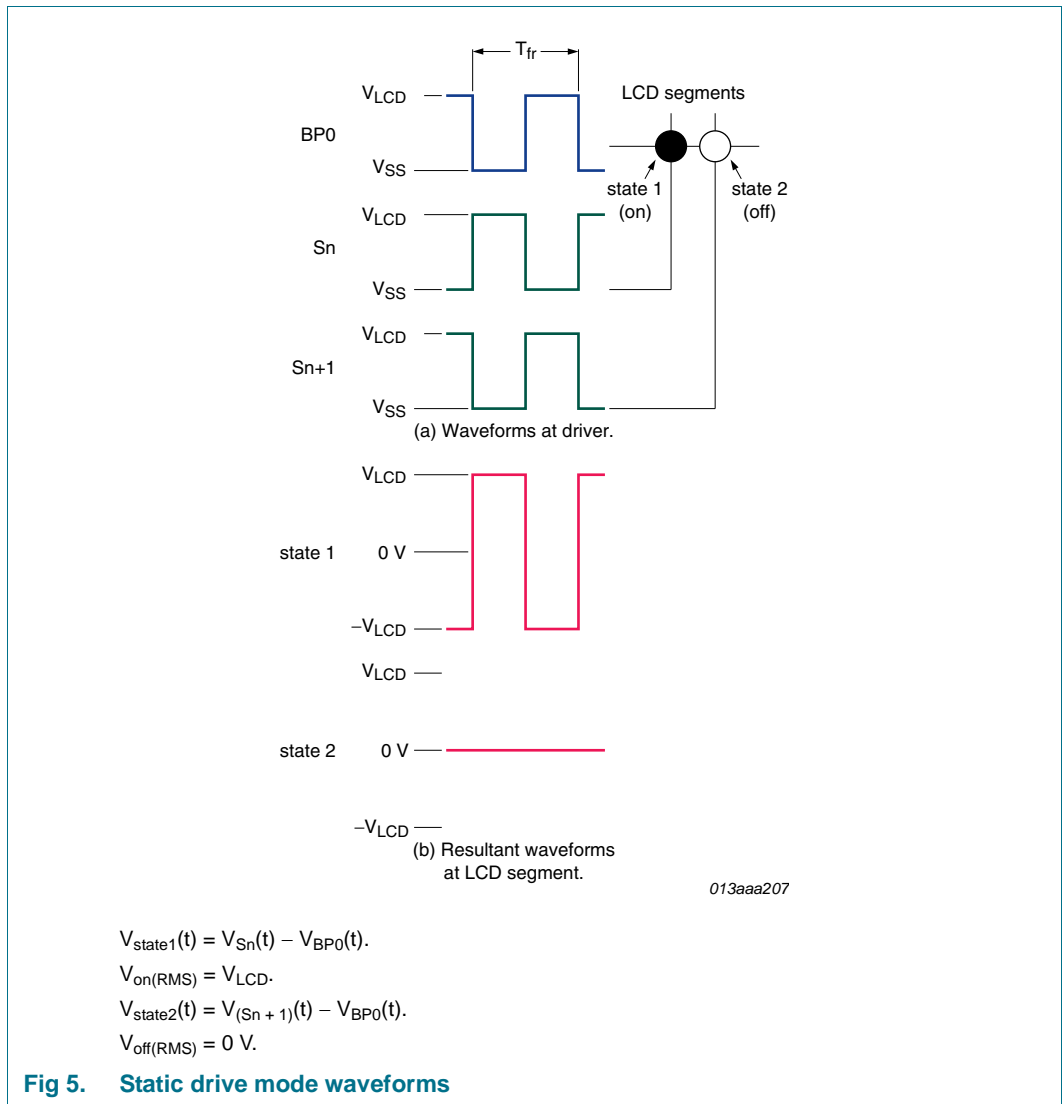 Tfr
VLCD
LCD segments
BP0
VSS
state 1
(on)
state 2
(off)
VLCD
Sn
VSS
VLCD
Sn+1
VSS
(a) Waveforms at driver.
VLCD
state 1
0 V
−VLCD
VLCD
state 2
0 V
−VLCD
(b) Resultant waveforms
at LCD segment.
013aaa207
Vstate1(t) = VSn(t) − VBP0(t).
Von(RMS) = VLCD.
Vstate2(t) = V(Sn + 1)(t) − VBP0(t).
Voff(RMS) = 0 V.
Fig 5. Static drive mode waveforms